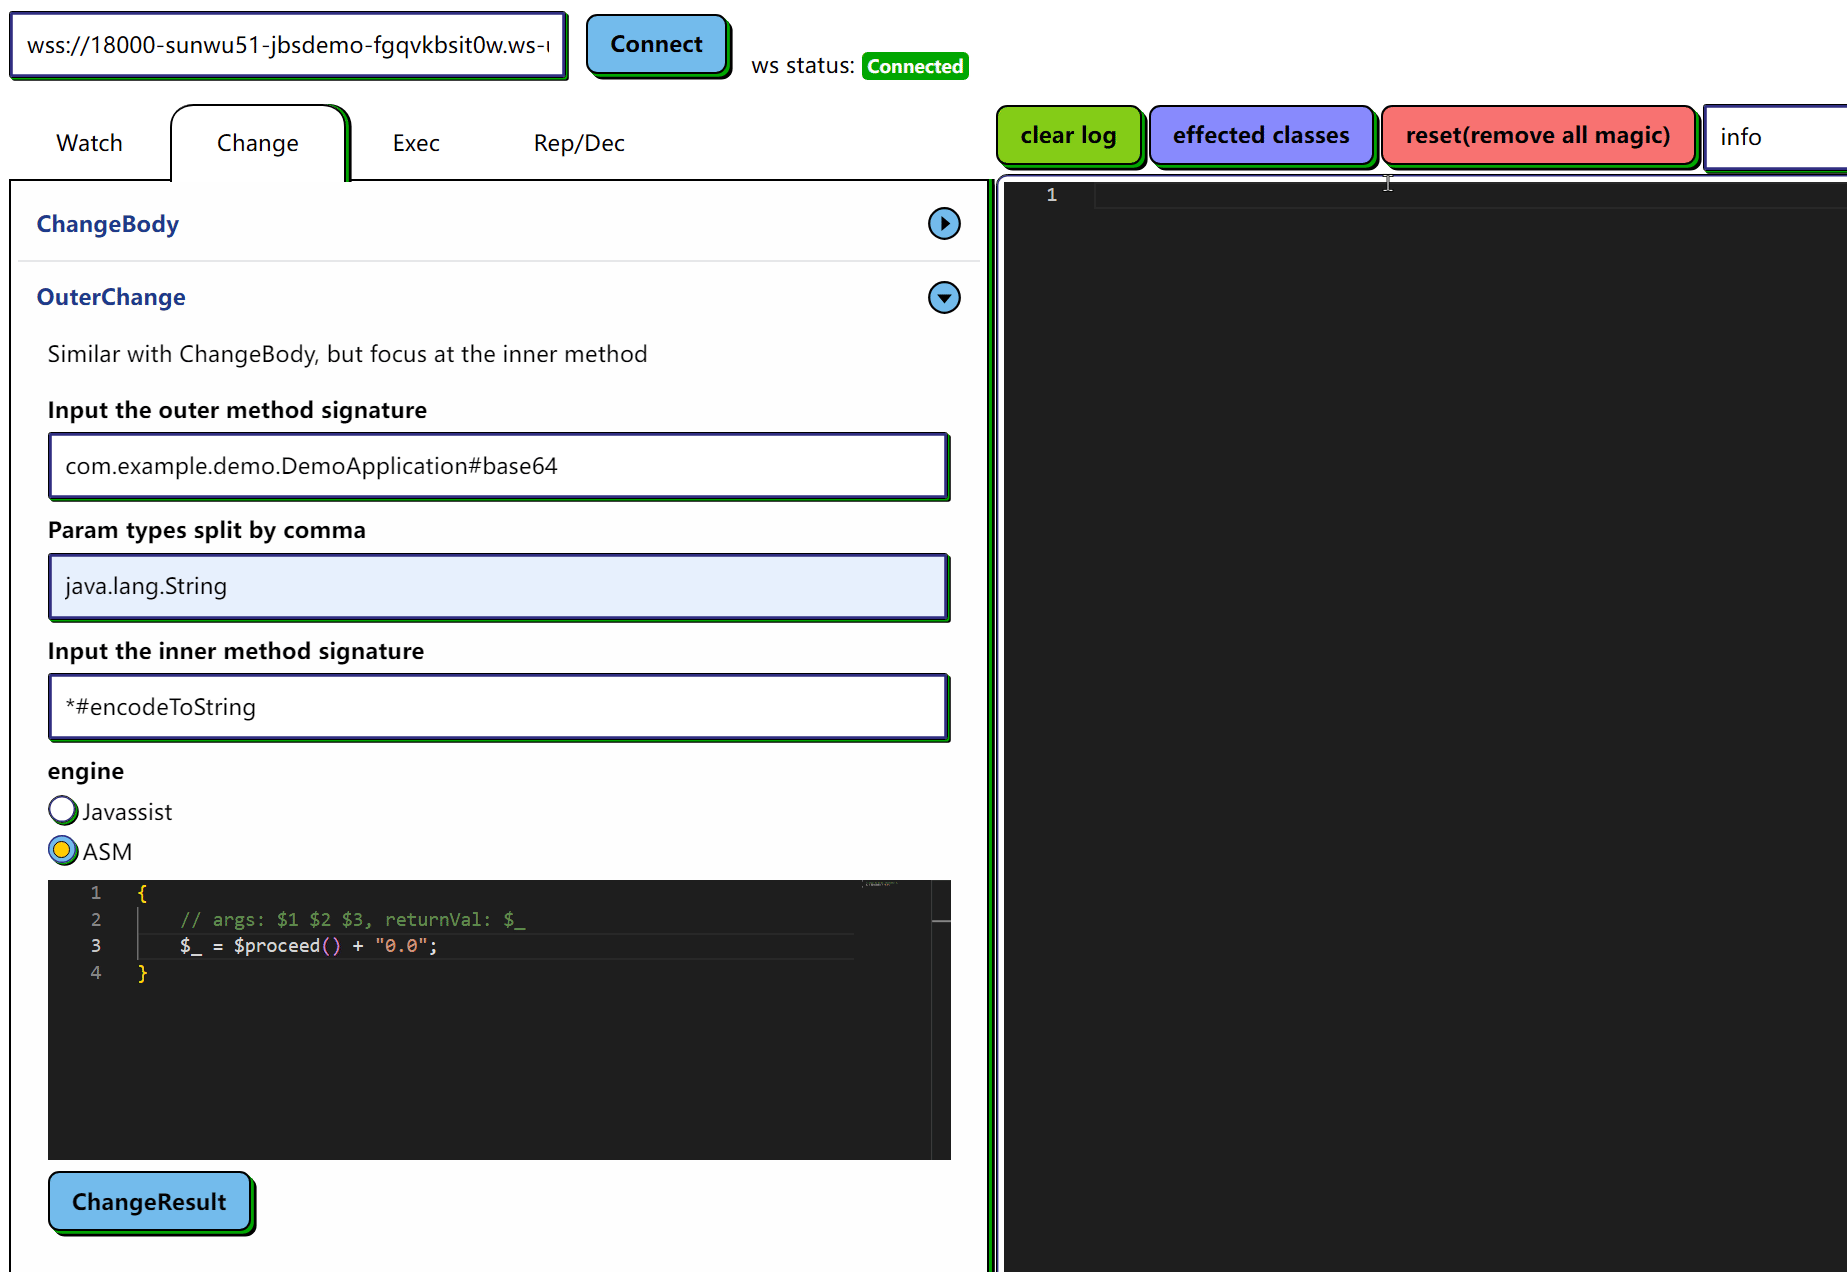 wss://18000-sunwu51-jbsdemo-fgqvkbsit0w.ws-
Connect
ws status: Connected
Watch
Change
Exec
Rep/Dec
clear log
effected classes
reset(remove all magic)
info
ChangeBody
OuterChange
Similar with ChangeBody, but focus at the inner method
Input the outer method signature
com.example.demo.DemoApplication#base64
Param types split by comma
java.lang.String
Input the inner method signature
*#encodeToString
engine
Javassist
ASM
1 {
2 // args: $1 $2 $3, returnVal: $_
3 $_ = $proceed() + "0.0";
4 }
ChangeResult
1